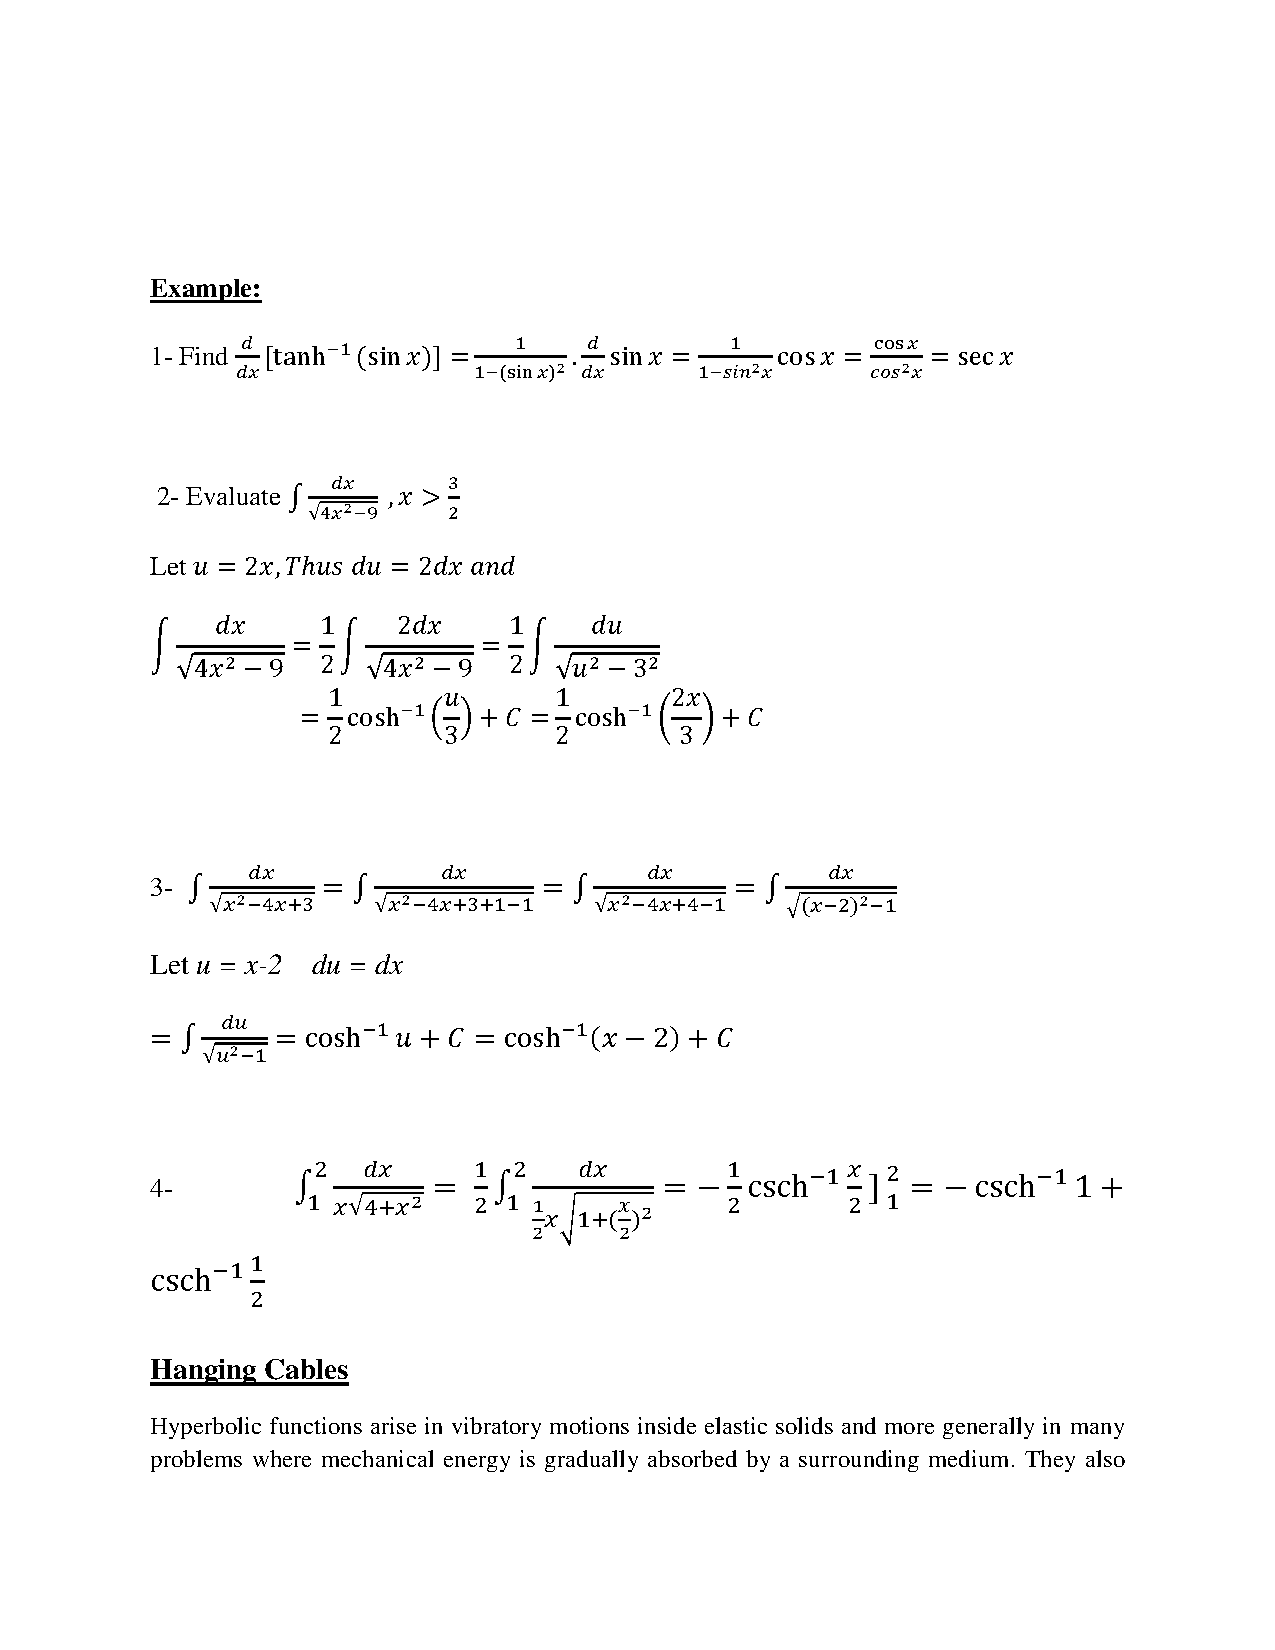 Example:
1- Find d/dx [tanh⁻¹ (sin x)] = 1/(1−(sin x)²) . d/dx sin x = 1/(1−sin²x) cos x = cos x/cos²x = sec x
2- Evaluate ∫ dx/√(4x²−9) , x > 3/2
Let u = 2x, Thus du = 2dx and
∫ dx/√(4x² − 9) = 1/2 ∫ 2dx/√(4x² − 9) = 1/2 ∫ du/√(u² − 3²)
= 1/2 cosh⁻¹ (u/3) + C = 1/2 cosh⁻¹ (2x/3) + C
3- ∫ dx/√(x²−4x+3) = ∫ dx/√(x²−4x+3+1−1) = ∫ dx/√(x²−4x+4−1) = ∫ dx/√((x−2)²−1)
Let u = x-2 du = dx
= ∫ du/√(u²−1) = cosh⁻¹ u + C = cosh⁻¹(x − 2) + C
4- ∫₁² dx/(x√(4+x²)) = 1/2 ∫₁² dx/(1/2 x√(1+(x/2)²)) = − 1/2 csch⁻¹ x/2 ]₁² = − csch⁻¹ 1 +
csch⁻¹ 1/2
Hanging Cables
Hyperbolic functions arise in vibratory motions inside elastic solids and more generally in many
problems where mechanical energy is gradually absorbed by a surrounding medium. They also